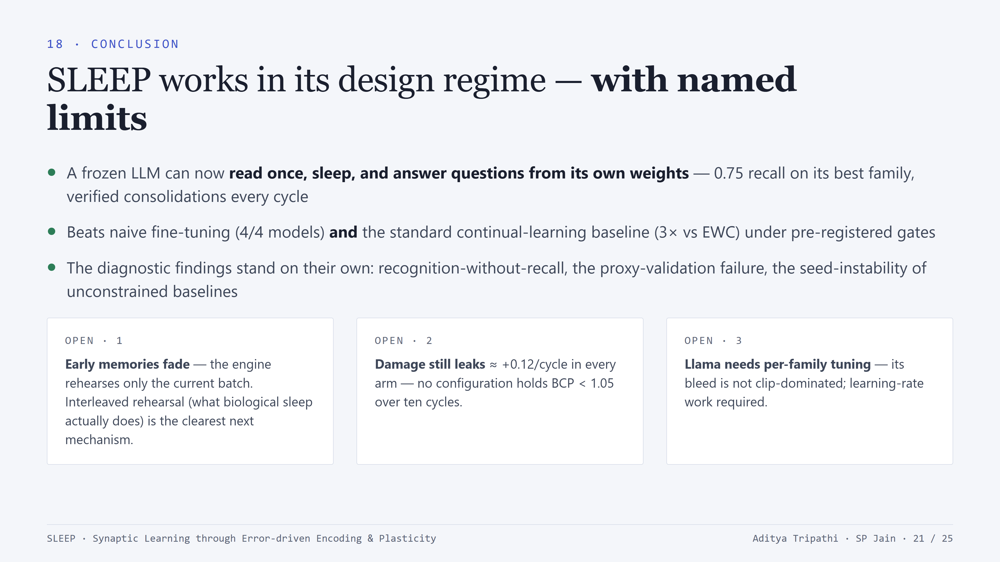 18 · CONCLUSION
SLEEP works in its design regime — with named
limits
A frozen LLM can now read once, sleep, and answer questions from its own weights — 0.75 recall on its best family,
verified consolidations every cycle
Beats naive fine-tuning (4/4 models) and the standard continual-learning baseline (3× vs EWC) under pre-registered gates
The diagnostic findings stand on their own: recognition-without-recall, the proxy-validation failure, the seed-instability of
unconstrained baselines
OPEN · 1
Early memories fade — the engine
rehearses only the current batch.
Interleaved rehearsal (what biological sleep
actually does) is the clearest next
mechanism.
OPEN · 2
Damage still leaks ≈ +0.12/cycle in every
arm — no configuration holds BCP < 1.05
over ten cycles.
OPEN · 3
Llama needs per-family tuning — its
bleed is not clip-dominated; learning-rate
work required.
SLEEP · Synaptic Learning through Error-driven Encoding & Plasticity
Aditya Tripathi · SP Jain · 21 / 25